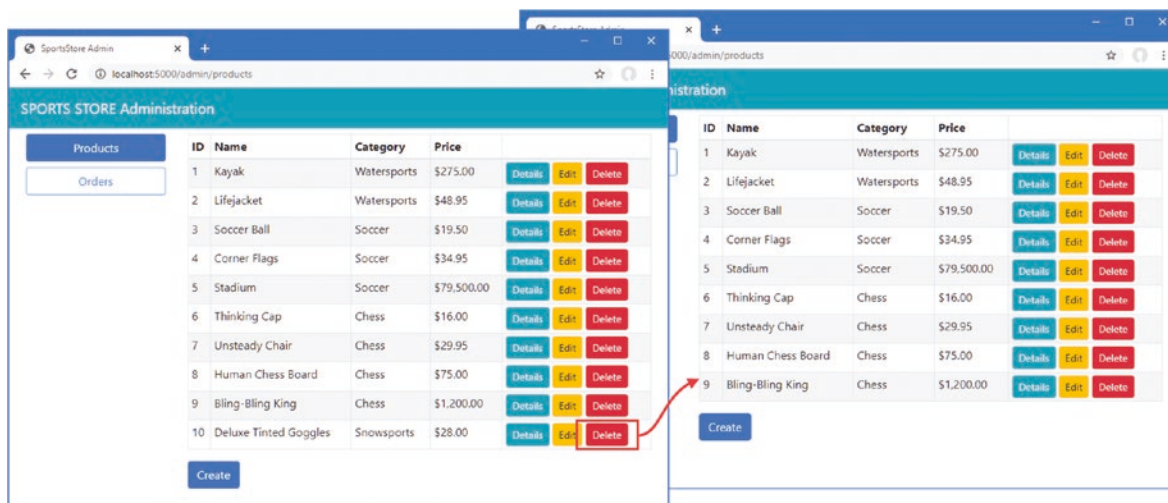 SportsStore Admin
localhost:5000/admin/products
SPORTS STORE Administration
Products
Orders
ID Name Category Price
1 Kayak Watersports $275.00 Details Edit Delete
2 Lifejacket Watersports $48.95 Details Edit Delete
3 Soccer Ball Soccer $19.50 Details Edit Delete
4 Corner Flags Soccer $34.95 Details Edit Delete
5 Stadium Soccer $79,500.00 Details Edit Delete
6 Thinking Cap Chess $16.00 Details Edit Delete
7 Unsteady Chair Chess $29.95 Details Edit Delete
8 Human Chess Board Chess $75.00 Details Edit Delete
9 Bling-Bling King Chess $1,200.00 Details Edit Delete
10 Deluxe Tinted Goggles Snowsports $28.00 Details Edit Delete
Create
000/admin/products
nistration
ID Name Category Price
1 Kayak Watersports $275.00 Details Edit Delete
2 Lifejacket Watersports $48.95 Details Edit Delete
3 Soccer Ball Soccer $19.50 Details Edit Delete
4 Corner Flags Soccer $34.95 Details Edit Delete
5 Stadium Soccer $79,500.00 Details Edit Delete
6 Thinking Cap Chess $16.00 Details Edit Delete
7 Unsteady Chair Chess $29.95 Details Edit Delete
8 Human Chess Board Chess $75.00 Details Edit Delete
9 Bling-Bling King Chess $1,200.00 Details Edit Delete
Create